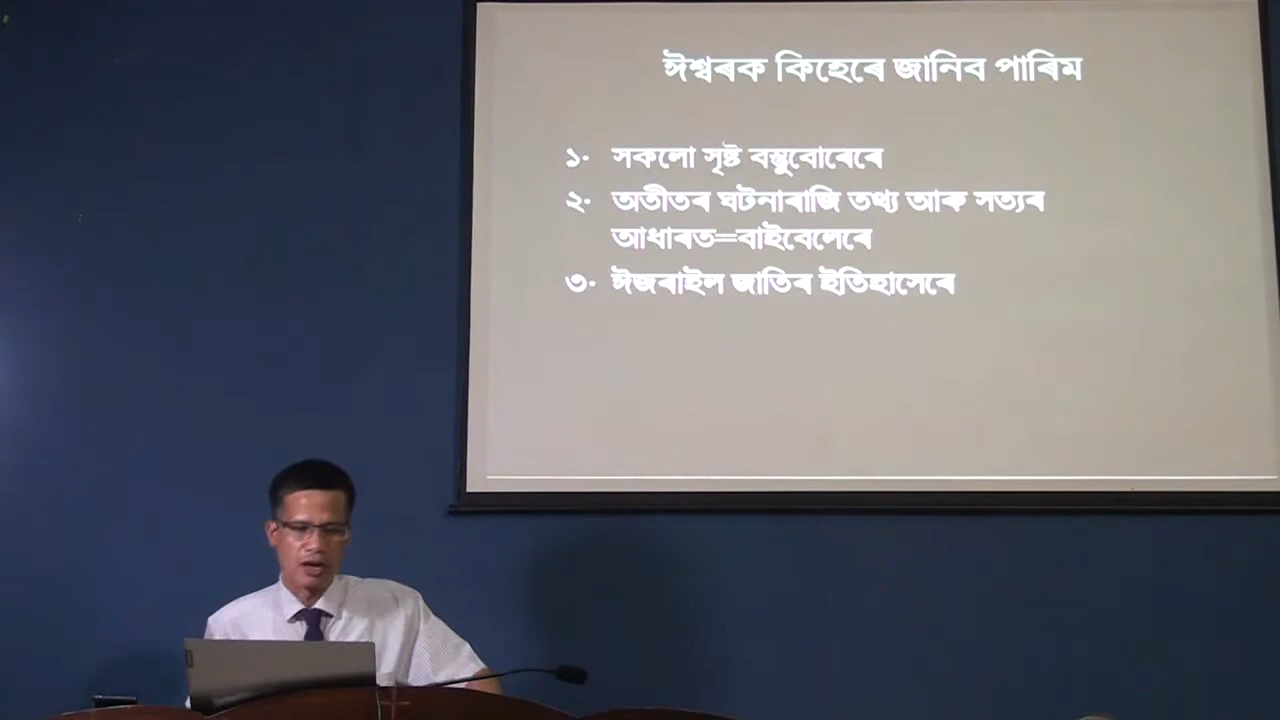 ঈশ্বৰক কিহেৰে জানিব পাৰিম
১· সকলো সৃষ্ট বস্তুবোৰেৰে
২· অতীতৰ ঘটনাৰাজি তথ্য আৰু সত্যৰ
আধাৰত=বাইবেলেৰে
৩· ঈজৰাইল জাতিৰ ইতিহাসেৰে